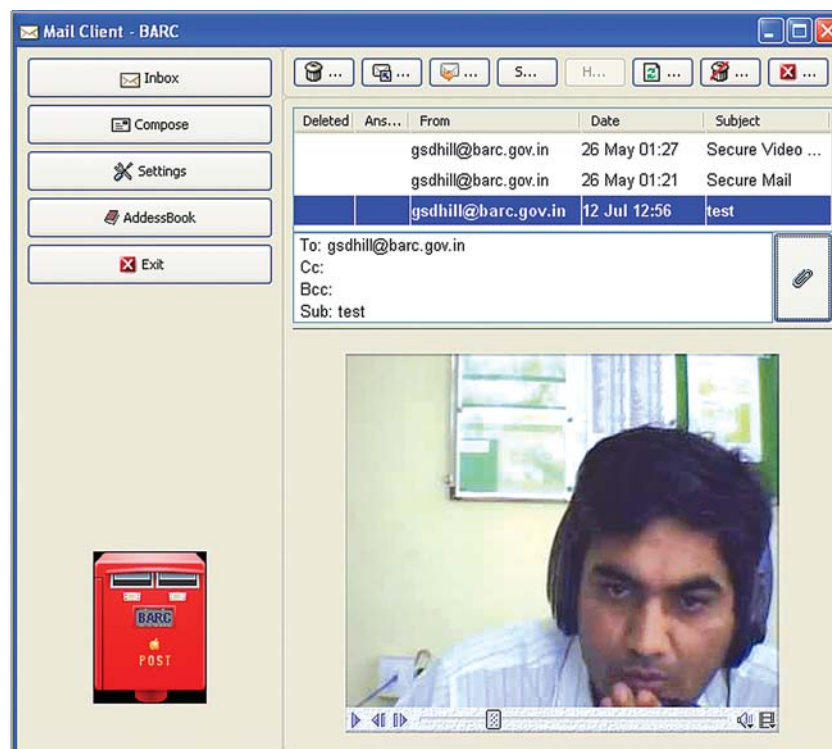 Mail Client - BARC
Inbox
Compose
Settings
AddessBook
Exit
BARC
POST
...
...
...
S...
H...
...
...
...
Deleted Ans... From Date Subject
gsdhill@barc.gov.in 26 May 01:27 Secure Video ...
gsdhill@barc.gov.in 26 May 01:21 Secure Mail
gsdhill@barc.gov.in 12 Jul 12:56 test
To: gsdhill@barc.gov.in
Cc:
Bcc:
Sub: test